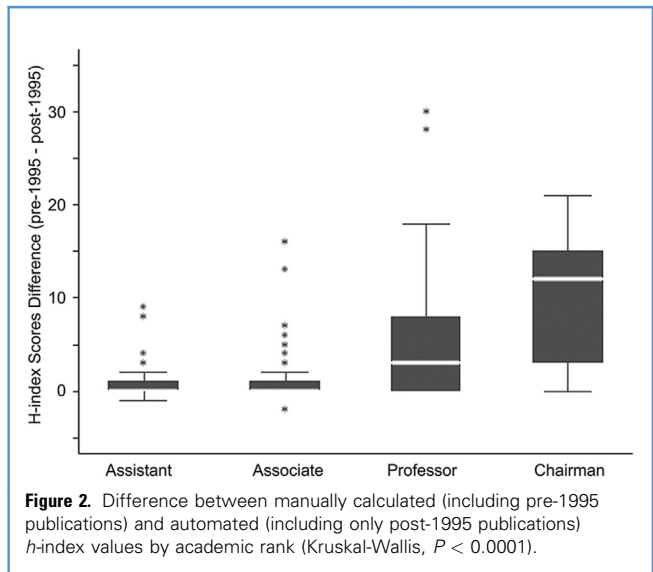 H-index Scores Difference (pre-1995 - post-1995)
30
20
10
0
Assistant Associate Professor Chairman
Figure 2. Difference between manually calculated (including pre-1995
publications) and automated (including only post-1995 publications)
h-index values by academic rank (Kruskal-Wallis, P < 0.0001).